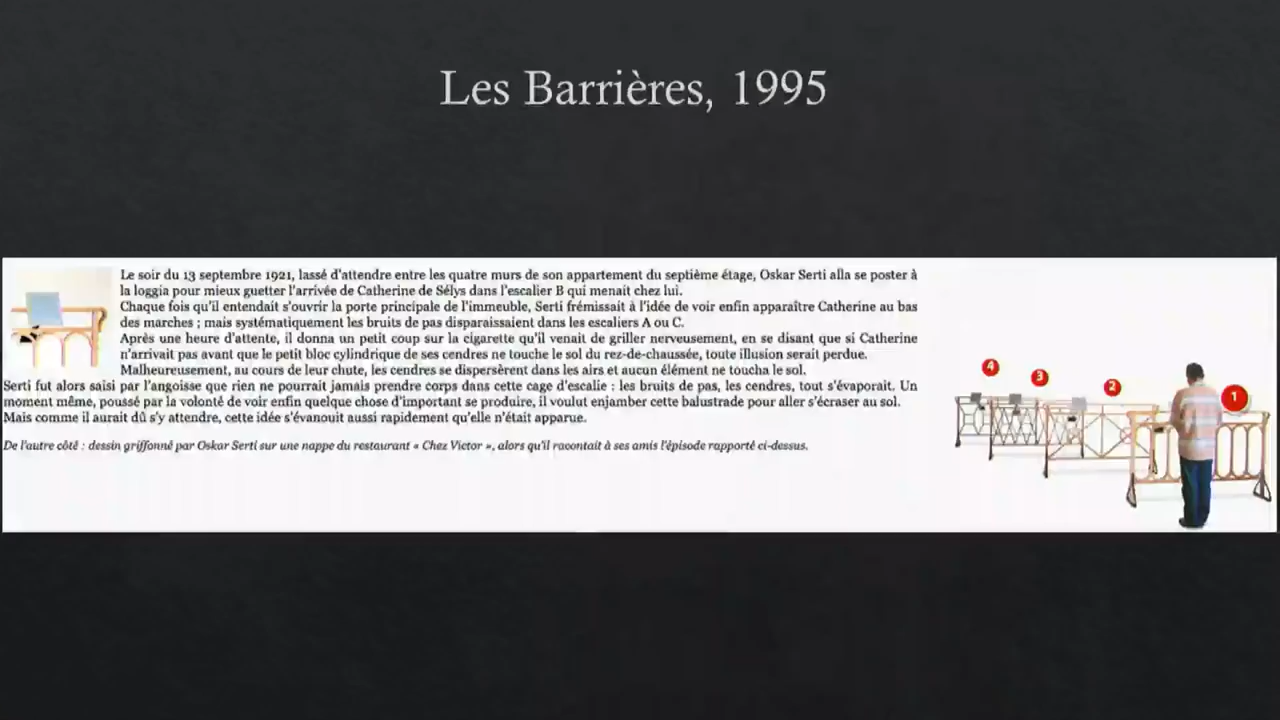 Les Barrières, 1995
Le soir du 13 septembre 1921, lassé d'attendre entre les quatre murs de son appartement du septième étage, Oskar Serti alla se poster à
la loggia pour mieux guetter l'arrivée de Catherine de Sélys dans l'escalier B qui menait chez lui.
Chaque fois qu'il entendait s'ouvrir la porte principale de l'immeuble, Serti frémissait à l'idée de voir enfin apparaître Catherine au bas
des marches ; mais systématiquement les bruits de pas disparaissaient dans les escaliers A ou C.
Après une heure d'attente, il donna un petit coup sur la cigarette qu'il venait de griller nerveusement, en se disant que si Catherine
n'arrivait pas avant que le petit bloc cylindrique de ses cendres ne touche le sol du rez-de-chaussée, toute illusion serait perdue.
Malheureusement, au cours de leur chute, les cendres se dispersèrent dans les airs et aucun élément ne toucha le sol.
Serti fut alors saisi par l'angoisse que rien ne pourrait jamais prendre corps dans cette cage d'escalie : les bruits de pas, les cendres, tout s'évaporait. Un
moment même, poussé par la volonté de voir enfin quelque chose d'important se produire, il voulut enjamber cette balustrade pour aller s'écraser au sol.
Mais comme il aurait dû s'y attendre, cette idée s'évanouit aussi rapidement qu'elle n'était apparue.
De l'autre côté : dessin griffonné par Oskar Serti sur une nappe du restaurant « Chez Victor », alors qu'il racontait à ses amis l'épisode rapporté ci-dessus.
4
3
2
1